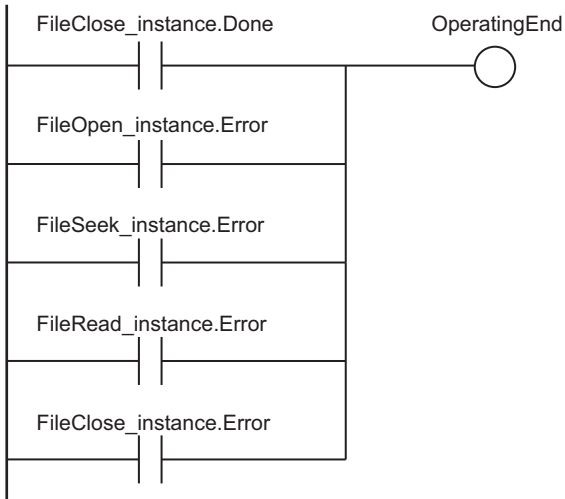 FileClose_instance.Done
OperatingEnd
FileOpen_instance.Error
FileSeek_instance.Error
FileRead_instance.Error
FileClose_instance.Error